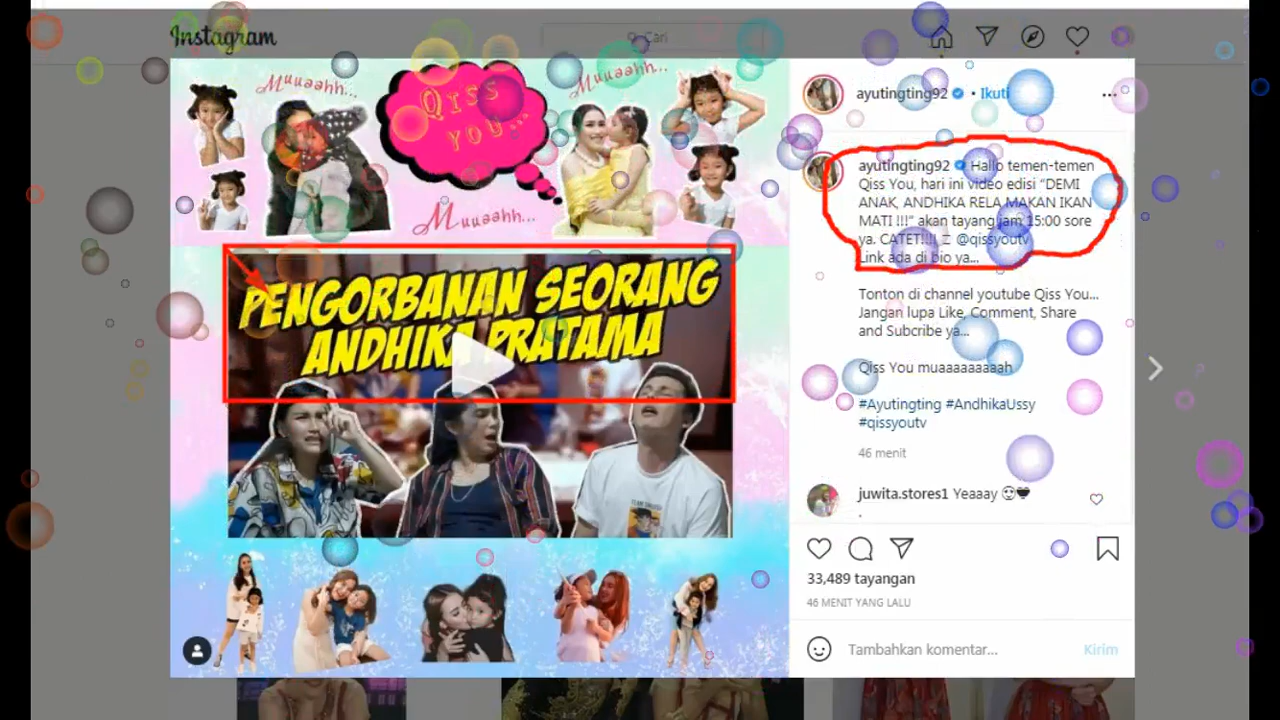 Instagram
Cari
Muuaahh...
QISS
YOU...
Muuaahh...
Muuaahh...
PENGORBANAN SEORANG
ANDHIKA PRATAMA
ayutingting92 • Ikuti
ayutingting92 Hallo temen-temen
Qiss You, hari ini video edisi “DEMI
ANAK, ANDHIKA RELA MAKAN IKAN
MATI !!!” akan tayang jam 15:00 sore
ya. CATET!!!! @qissyoutv
Link ada di bio ya...
Tonton di channel youtube Qiss You...
Jangan lupa Like, Comment, Share
and Subcribe ya...
Qiss You muaaaaaaaaah
#Ayutingting #AndhikaUssy
#qissyoutv
46 menit
juwita.stores1 Yeaaay 😍🖤
.
33,489 tayangan
46 MENIT YANG LALU
Tambahkan komentar...
Kirim